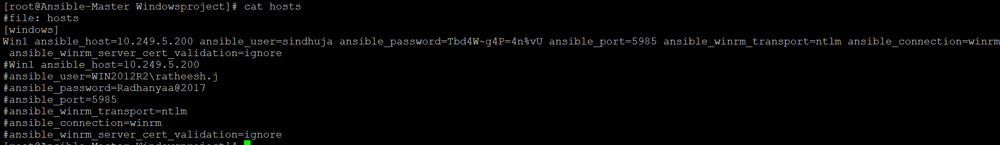 [root@Ansible-Master Windowsproject]# cat hosts
#file: hosts
[windows]
Win1 ansible_host=10.249.5.200 ansible_user=sindhuja ansible_password=Tbd4W~g4P=4n%vU ansible_port=5985 ansible_winrm_transport=ntlm ansible_connection=winrm
 ansible_winrm_server_cert_validation=ignore
#Win1 ansible_host=10.249.5.200
#ansible_user=WIN2012R2\ratheesh.j
#ansible_password=Radhanyaa@2017
#ansible_port=5985
#ansible_winrm_transport=ntlm
#ansible_connection=winrm
#ansible_winrm_server_cert_validation=ignore
[root@Ansible-Master Windowsproject]#